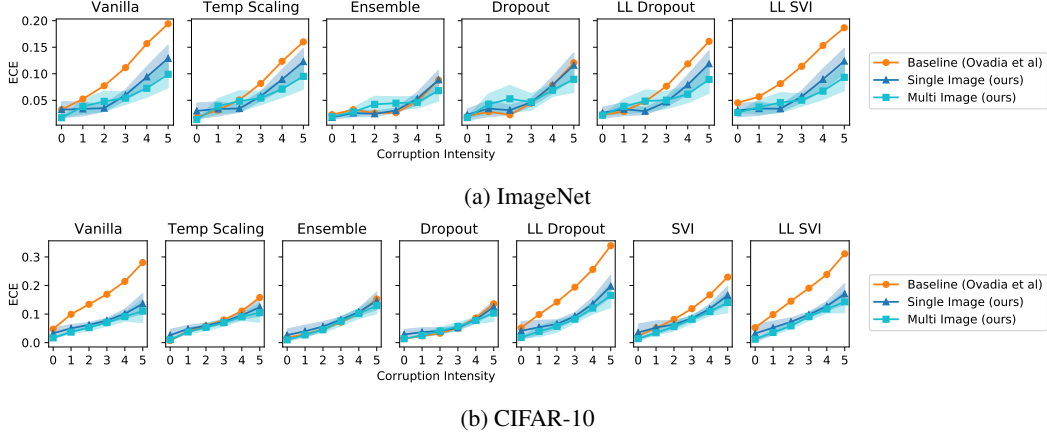 Vanilla Temp Scaling Ensemble Dropout LL Dropout LL SVI
ECE
0.20
0.15
0.10
0.05
Baseline (Ovadia et al)
Single Image (ours)
Multi Image (ours)
0 1 2 3 4 5 0 1 2 3 4 5 0 1 2 3 4 5 0 1 2 3 4 5 0 1 2 3 4 5 0 1 2 3 4 5
Corruption Intensity
(a) ImageNet
Vanilla Temp Scaling Ensemble Dropout LL Dropout SVI LL SVI
ECE
0.3
0.2
0.1
0.0
Baseline (Ovadia et al)
Single Image (ours)
Multi Image (ours)
0 1 2 3 4 5 0 1 2 3 4 5 0 1 2 3 4 5 0 1 2 3 4 5 0 1 2 3 4 5 0 1 2 3 4 5 0 1 2 3 4 5
Corruption Intensity
(b) CIFAR-10